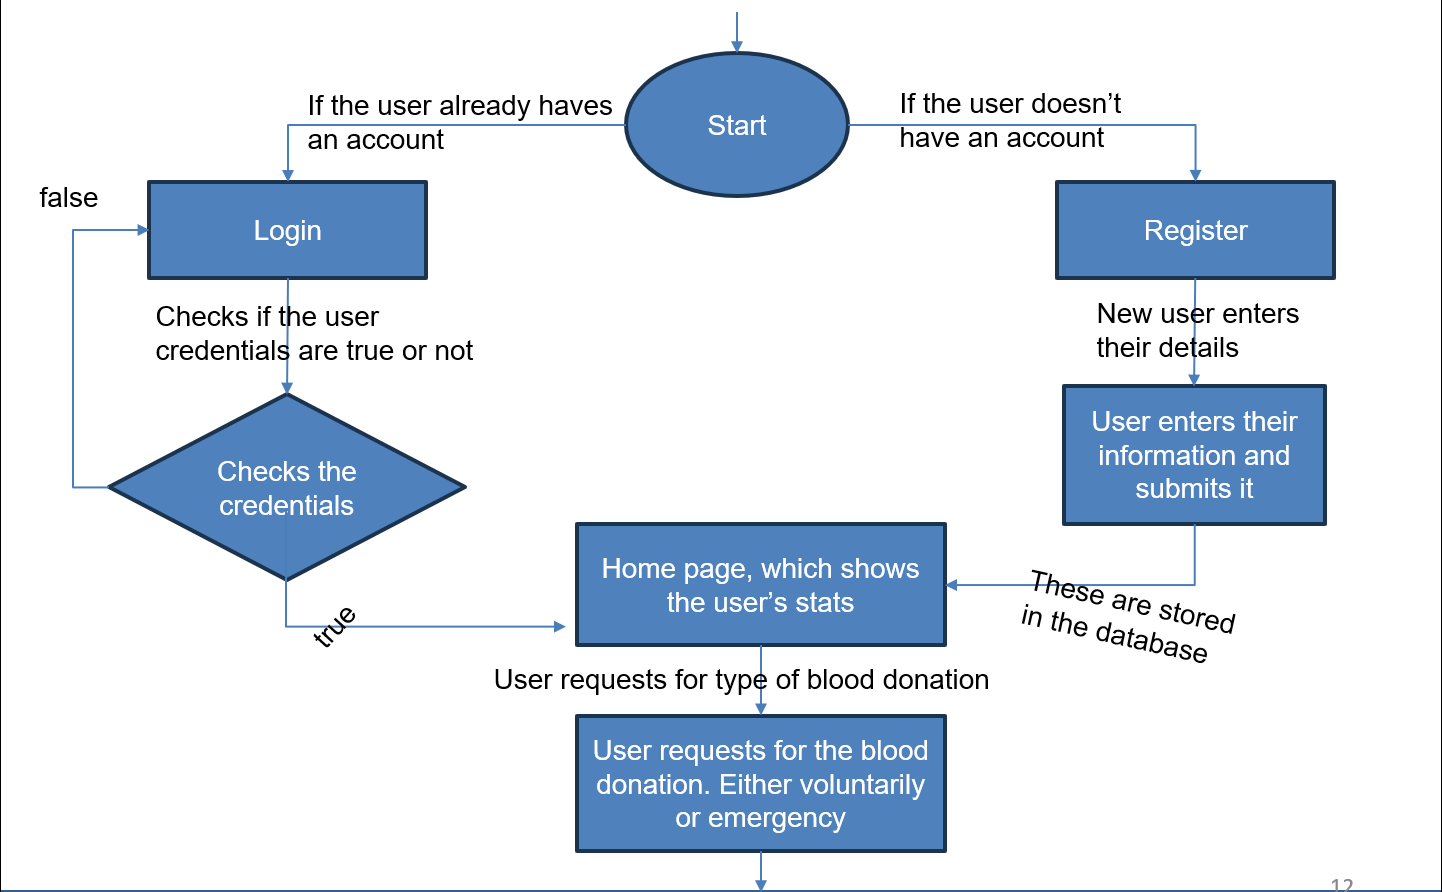 If the user already haves
an account
Start
If the user doesn’t
have an account
false
Login
Register
Checks if the user
credentials are true or not
New user enters
their details
Checks the
credentials
User enters their
information and
submits it
true
Home page, which shows
the user’s stats
These are stored
in the database
User requests for type of blood donation
User requests for the blood
donation. Either voluntarily
or emergency
12